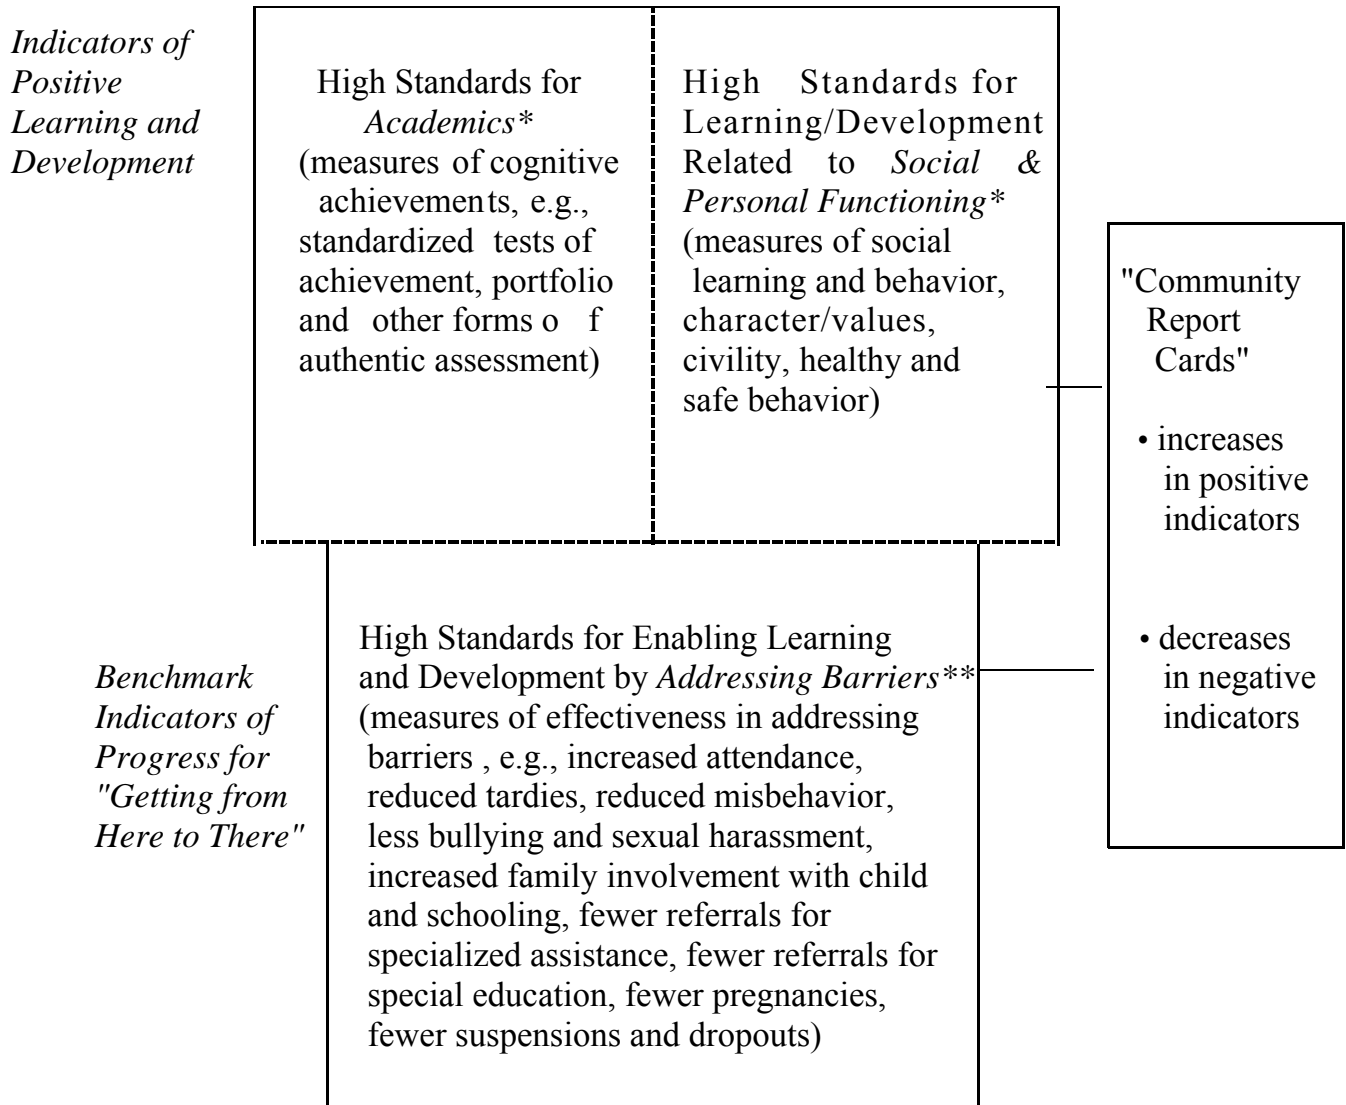 Indicators of
Positive
Learning and
Development
High Standards for
Academics*
(measures of cognitive
achievements, e.g.,
standardized tests of
achievement, portfolio
and other forms o f
authentic assessment)
High Standards for
Learning/Development
Related to Social &
Personal Functioning*
(measures of social
learning and behavior,
character/values,
civility, healthy and
safe behavior)
"Community
Report
Cards"
• increases
in positive
indicators
• decreases
in negative
indicators
Benchmark
Indicators of
Progress for
"Getting from
Here to There"
High Standards for Enabling Learning
and Development by Addressing Barriers**
(measures of effectiveness in addressing
barriers , e.g., increased attendance,
reduced tardies, reduced misbehavior,
less bullying and sexual harassment,
increased family involvement with child
and schooling, fewer referrals for
specialized assistance, fewer referrals for
special education, fewer pregnancies,
fewer suspensions and dropouts)